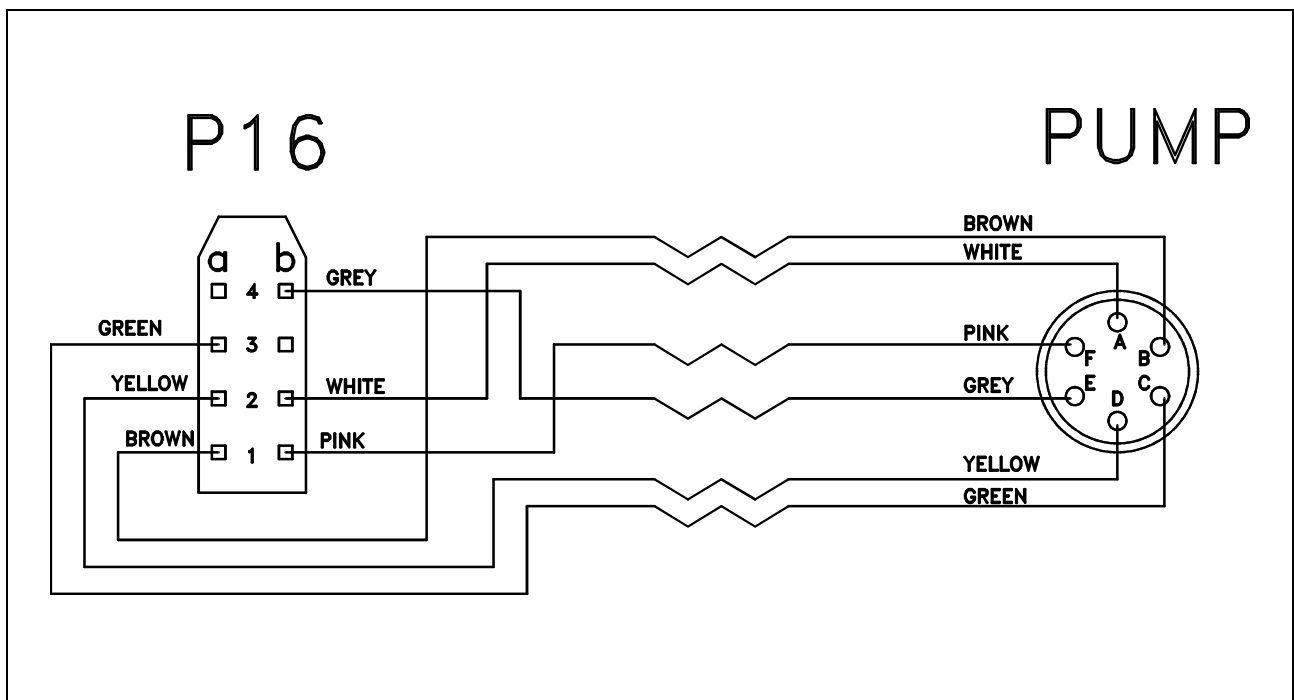 P16
PUMP
BROWN
WHITE
a b
4 GREY
GREEN
3
PINK
A
F B
YELLOW
2 WHITE
GREY
E C
D
BROWN
1 PINK
YELLOW
GREEN